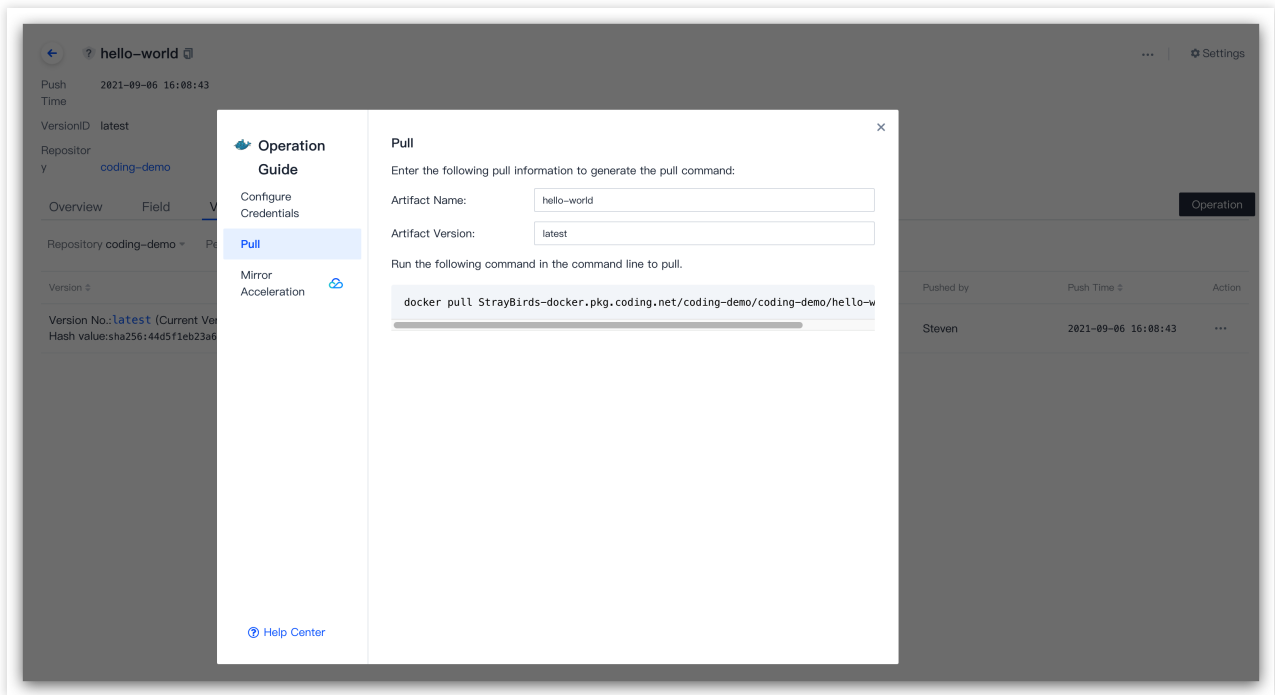 ? hello-world
... Settings
Push Time 2021-09-06 16:08:43
VersionID latest
Repository coding-demo
Overview Field V
Operation
Repository coding-demo Pe
Version
Pushed by Push Time Action
Version No.:latest (Current Ver
Hash value:sha256:44d5f1eb23a6
Steven 2021-09-06 16:08:43 ...
Operation
Guide
Configure
Credentials
Pull
Mirror
Acceleration
? Help Center
×
Pull
Enter the following pull information to generate the pull command:
Artifact Name: hello-world
Artifact Version: latest
Run the following command in the command line to pull.
docker pull StrayBirds-docker.pkg.coding.net/coding-demo/coding-demo/hello-w